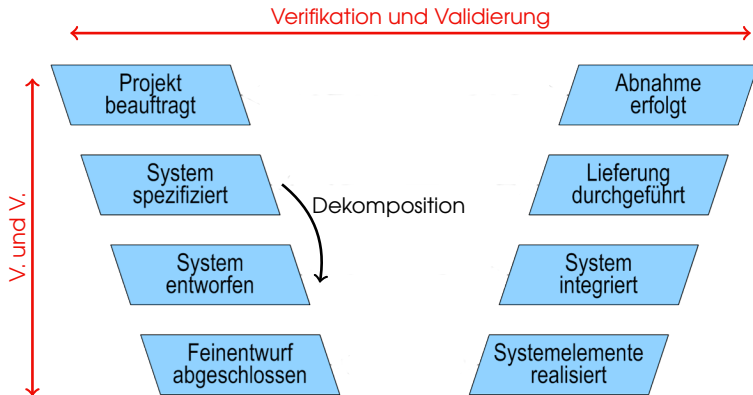 Verifikation und Validierung
Projekt
beauftragt
Abnahme
erfolgt
V. und V.
System
spezifiziert
Lieferung
durchgeführt
Dekomposition
System
entworfen
System
integriert
Feinentwurf
abgeschlossen
Systemelemente
realisiert